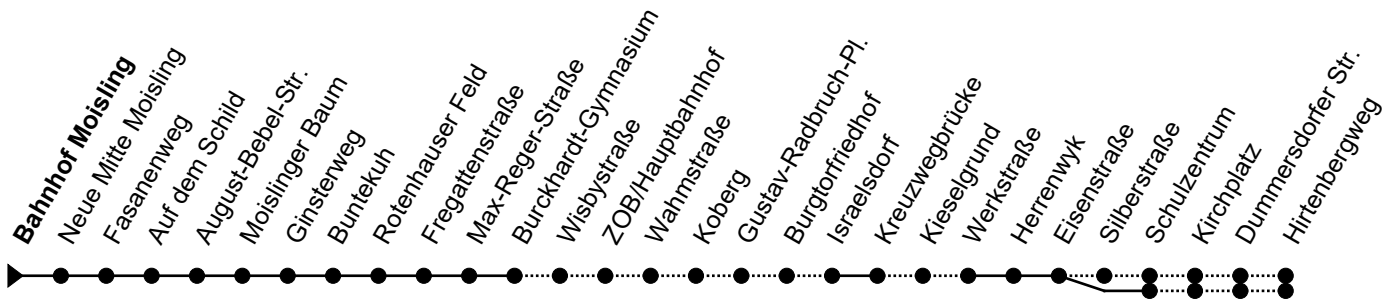 Bahnhof Moisling
Neue Mitte Moisling
Fasanenweg
Auf dem Schild
August-Bebel-Str.
Moislinger Baum
Ginsterweg
Buntekuh
Rotenhauser Feld
Fregattenstraße
Max-Reger-Straße
Burckhardt-Gymnasium
Wisbystraße
ZOB/Hauptbahnhof
Wahmstraße
Koberg
Gustav-Radbruch-Pl.
Burgtorfriedhof
Israelsdorf
Kreuzwegbrücke
Kieselgrund
Werkstraße
Herrenwyk
Eisenstraße
Silberstraße
Schulzentrum
Kirchplatz
Dummersdorfer Str.
Hirtenbergweg